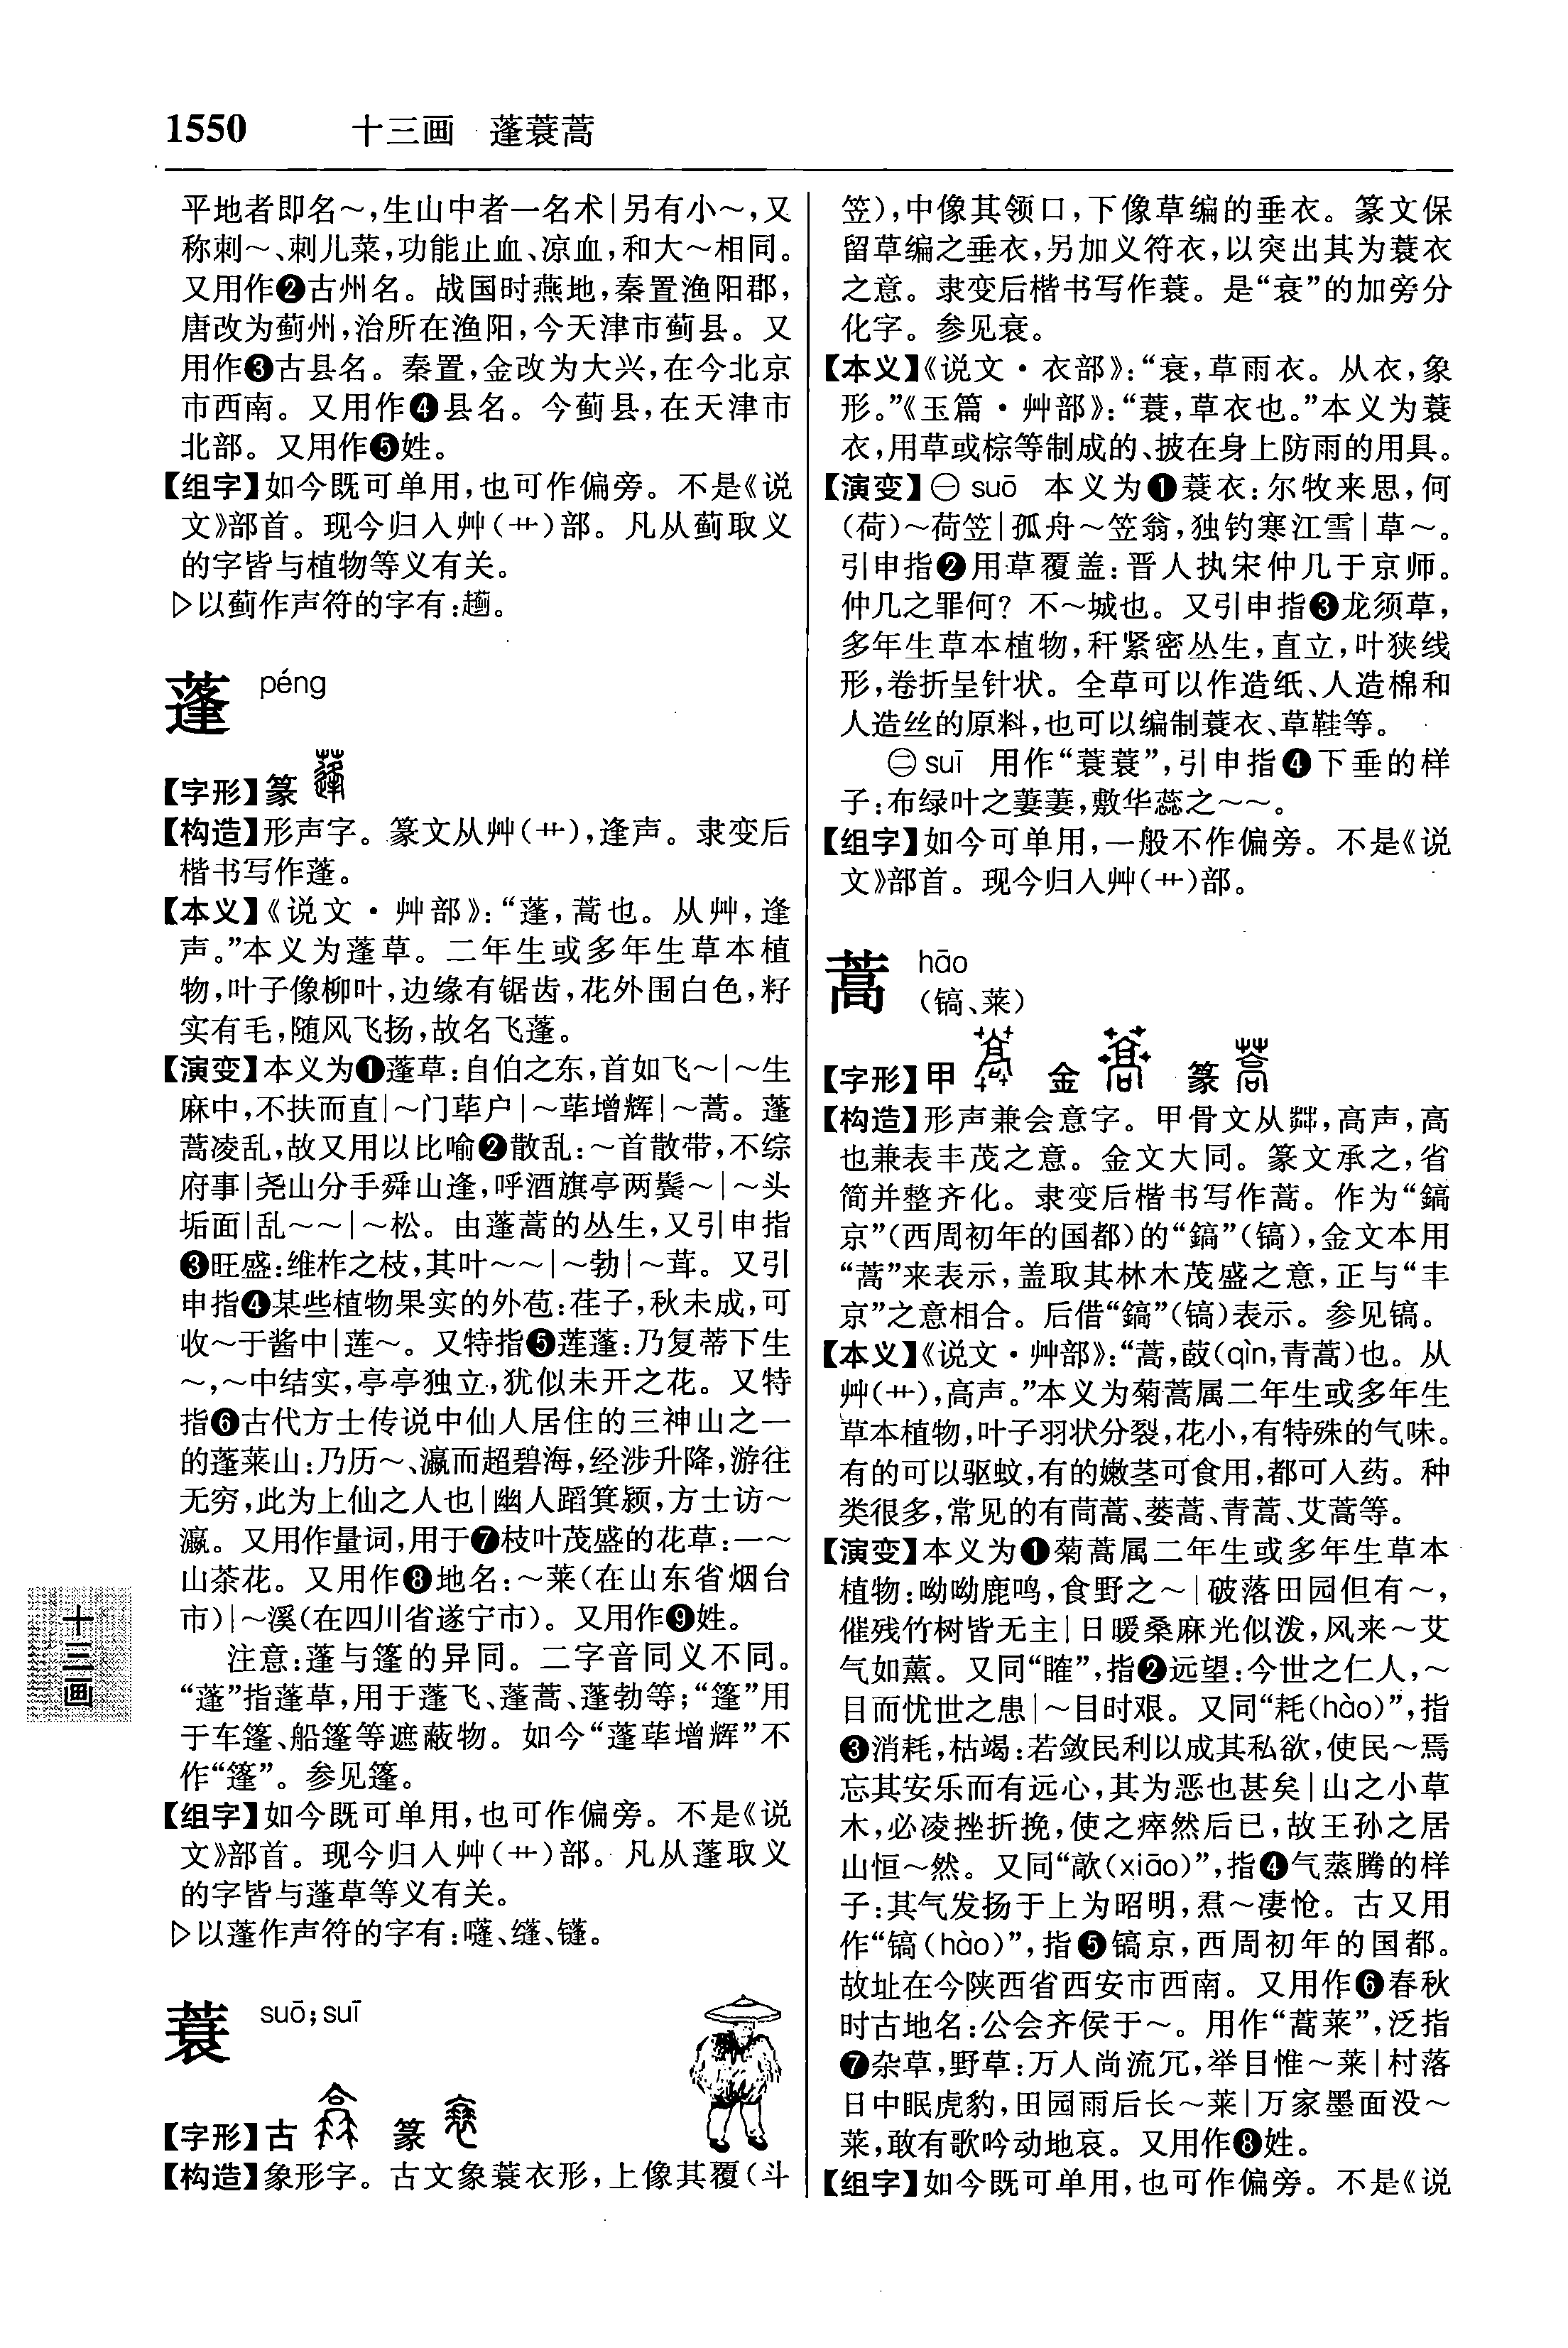 1550 十三画 蓬蓑蒿
平地者即名～,生山中者一名术|另有小～,又
称刺～、刺儿菜,功能止血、凉血,和大～相同。
又用作❷古州名。战国时燕地,秦置渔阳郡,
唐改为蓟州,治所在渔阳,今天津市蓟县。又
用作❸古县名。秦置,金改为大兴,在今北京
市西南。又用作❹县名。今蓟县,在天津市
北部。又用作❺姓。
【组字】如今既可单用,也可作偏旁。不是《说
文》部首。现今归入艸(艹)部。凡从蓟取义
的字皆与植物等义有关。
▷以蓟作声符的字有:。
蓬 péng
【字形】篆
【构造】形声字。篆文从艸(艹),逢声。隶变后
楷书写作蓬。
【本义】《说文·艸部》:“蓬,蒿也。从艸,逢
声。”本义为蓬草。二年生或多年生草本植
物,叶子像柳叶,边缘有锯齿,花外围白色,籽
实有毛,随风飞扬,故名飞蓬。
【演变】本义为❶蓬草:自伯之东,首如飞～|～生
麻中,不扶而直|～门荜户|～荜增辉|～蒿。蓬
蒿凌乱,故又用以比喻❷散乱:～首散带,不综
府事|尧山分手舜山逢,呼酒旗亭两鬓～|～头
垢面|乱～～|～松。由蓬蒿的丛生,又引申指
❸旺盛:维柞之枝,其叶～～|～勃|～茸。又引
申指❹某些植物果实的外苞:荏子,秋未成,可
收～于酱中|莲～。又特指❺莲蓬:乃复蒂下生
～,～中结实,亭亭独立,犹似未开之花。又特
指❻古代方士传说中仙人居住的三神山之一
的蓬莱山:乃历～、瀛而超碧海,经涉升降,游往
无穷,此为上仙之人也|幽人蹈箕颍,方士访～
瀛。又用作量词,用于❼枝叶茂盛的花草:一～
山茶花。又用作❽地名:～莱(在山东省烟台
市)|～溪(在四川省遂宁市)。又用作❾姓。
注意:蓬与篷的异同。二字音同义不同。
“蓬”指蓬草,用于蓬飞、蓬蒿、蓬勃等;“篷”用
于车篷、船篷等遮蔽物。如今“蓬荜增辉”不
作“篷”。参见篷。
【组字】如今既可单用,也可作偏旁。不是《说
文》部首。现今归入艸(艹)部。凡从蓬取义
的字皆与蓬草等义有关。
▷以蓬作声符的字有:。
蓑 suō;suī
【字形】古 篆
【构造】象形字。古文象蓑衣形,上像其覆(斗
笠),中像其领口,下像草编的垂衣。篆文保
留草编之垂衣,另加义符衣,以突出其为蓑衣
之意。隶变后楷书写作蓑。是“衰”的加旁分
化字。参见衰。
【本义】《说文·衣部》:“衰,草雨衣。从衣,象
形。”《玉篇·艸部》:“蓑,草衣也。”本义为蓑
衣,用草或棕等制成的、披在身上防雨的用具。
【演变】㊀suō 本义为❶蓑衣:尔牧来思,何
(荷)～荷笠|孤舟～笠翁,独钓寒江雪|草～。
引申指❷用草覆盖:晋人执宋仲几于京师。
仲几之罪何?不～城也。又引申指❸龙须草,
多年生草本植物,秆紧密丛生,直立,叶狭线
形,卷折呈针状。全草可以作造纸、人造棉和
人造丝的原料,也可以编制蓑衣、草鞋等。
㊁suī 用作“蓑蓑”,引申指❹下垂的样
子:布绿叶之萋萋,敷华蕊之～～。
【组字】如今可单用,一般不作偏旁。不是《说
文》部首。现今归入艸(艹)部。
蒿 hāo
(镐、莱)
【字形】甲 金 篆
【构造】形声兼会意字。甲骨文从茻,高声,高
也兼表丰茂之意。金文大同。篆文承之,省
简并整齐化。隶变后楷书写作蒿。作为“鎬
京”(西周初年的国都)的“鎬”(镐),金文本用
“蒿”来表示,盖取其林木茂盛之意,正与“丰
京”之意相合。后借“鎬”(镐)表示。参见镐。
【本义】《说文·艸部》:“蒿,菣(qìn,青蒿)也。从
艸(艹),高声。”本义为菊蒿属二年生或多年生
草本植物,叶子羽状分裂,花小,有特殊的气味。
有的可以驱蚊,有的嫩茎可食用,都可入药。种
类很多,常见的有茼蒿、蒌蒿、青蒿、艾蒿等。
【演变】本义为❶菊蒿属二年生或多年生草本
植物:呦呦鹿鸣,食野之～|破落田园但有～,
催残竹树皆无主|日暖桑麻光似泼,风来～艾
气如薰。又同“睢”,指❷远望:今世之仁人,～
目而忧世之患|～目时艰。又同“耗(hào)”,指
❸消耗,枯竭:若敛民利以成其私欲,使民～焉
忘其安乐而有远心,其为恶也甚矣|山之小草
木,必凌挫折挽,使之瘁然后已,故王孙之居
山恒～然。又同“歊(xiāo)”,指❹气蒸腾的样
子:其气发扬于上为昭明,焄～凄怆。古又用
作“镐(hào)”,指❺镐京,西周初年的国都。
故址在今陕西省西安市西南。又用作❻春秋
时古地名:公会齐侯于～。用作“蒿莱”,泛指
❼杂草,野草:万人尚流冗,举目惟～莱|村落
日中眠虎豹,田园雨后长～莱|万家墨面没～
莱,敢有歌吟动地哀。又用作❽姓。
【组字】如今既可单用,也可作偏旁。不是《说
十三画